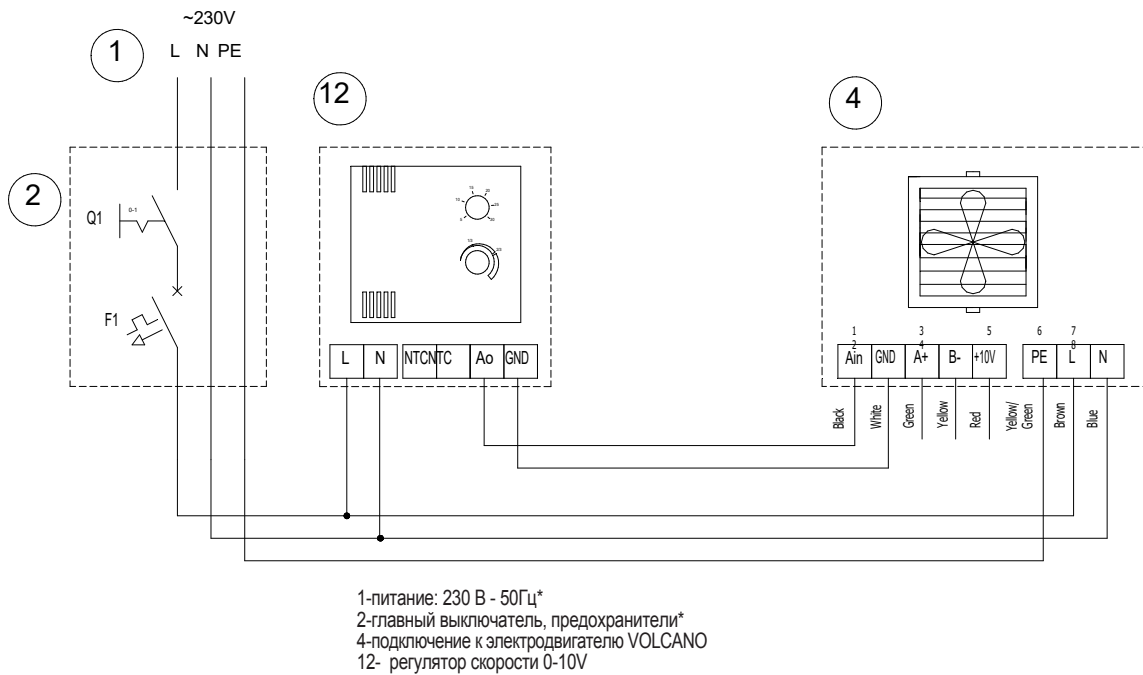 ~230V
1
L N PE
12
4
2
Q1
0-1
F1
L N NTC NTC Ao GND
1 2 3 4 5 6 7 8
Ain GND A+ B- +10V PE L N
Black White Green Yellow Red Yellow/Green Brown Blue
1-питание: 230 В - 50Гц*
2-главный выключатель, предохранители*
4-подключение к электродвигателю VOLCANO
12- регулятор скорости 0-10V